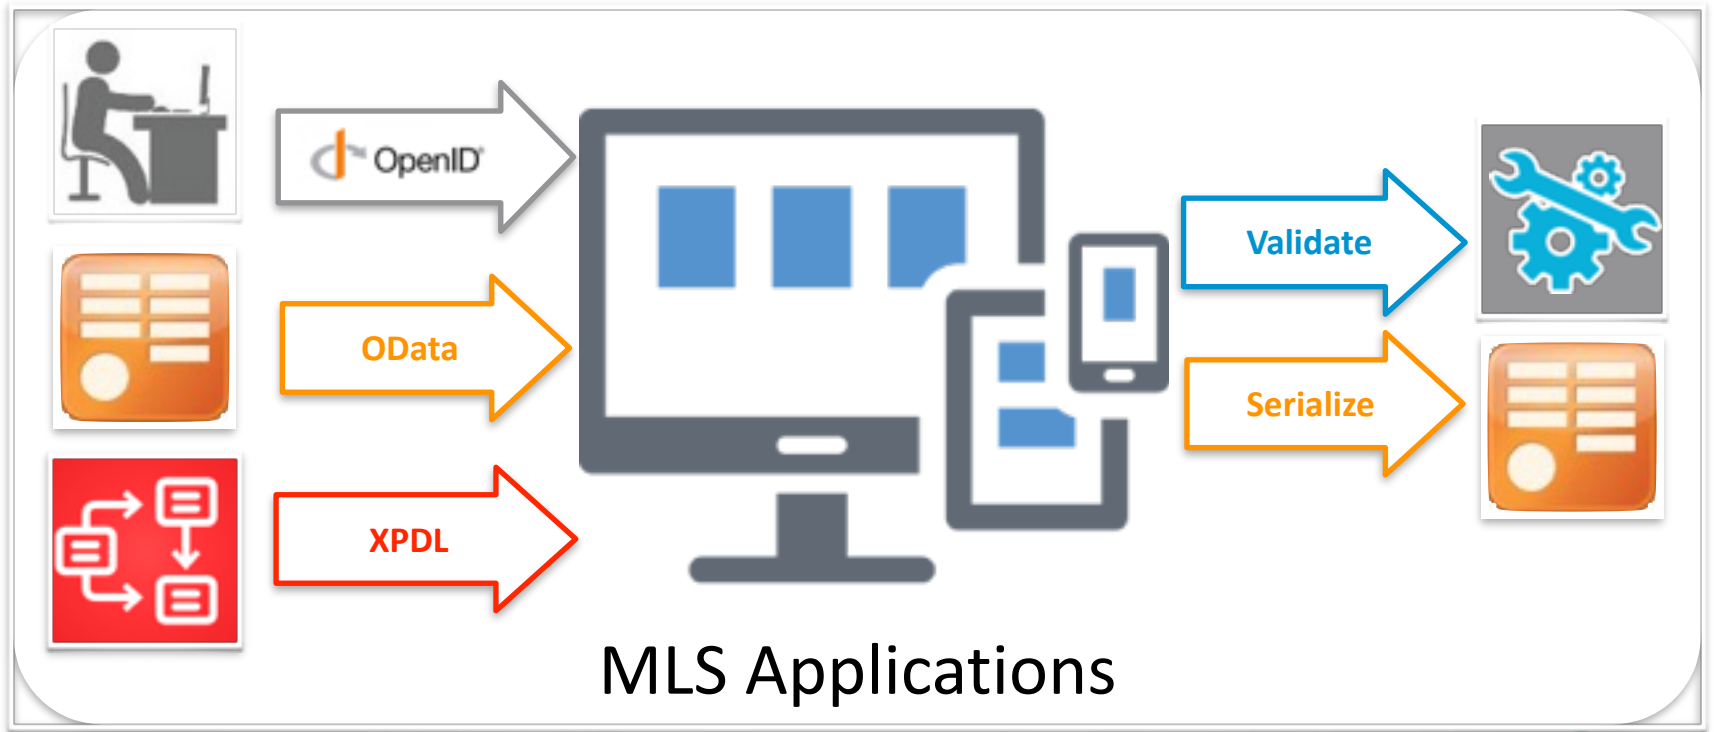 OpenID®
OData
XPDL
Validate
Serialize
MLS Applications